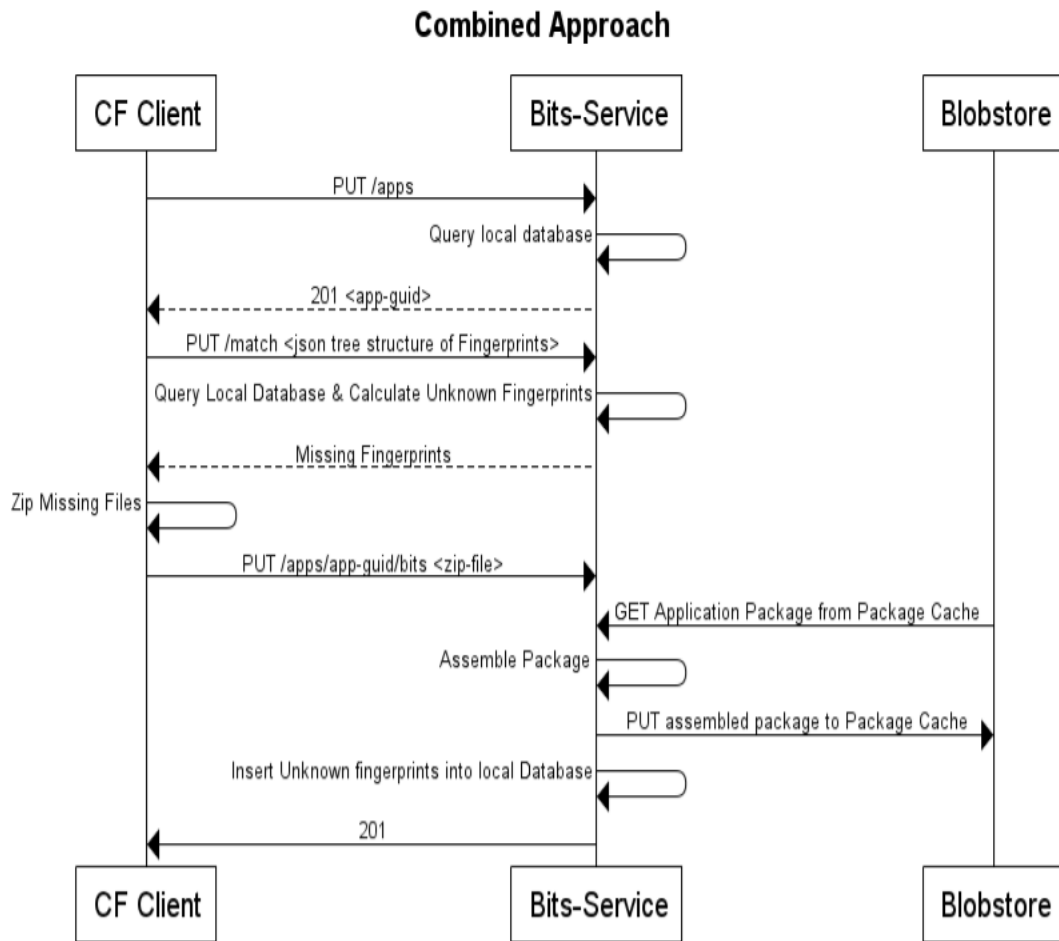 Combined Approach
CF Client
Bits-Service
Blobstore
PUT /apps
Query local database
201 <app-guid>
PUT /match <json tree structure of Fingerprints>
Query Local Database & Calculate Unknown Fingerprints
Missing Fingerprints
Zip Missing Files
PUT /apps/app-guid/bits <zip-file>
GET Application Package from Package Cache
Assemble Package
PUT assembled package to Package Cache
Insert Unknown fingerprints into local Database
201
CF Client
Bits-Service
Blobstore